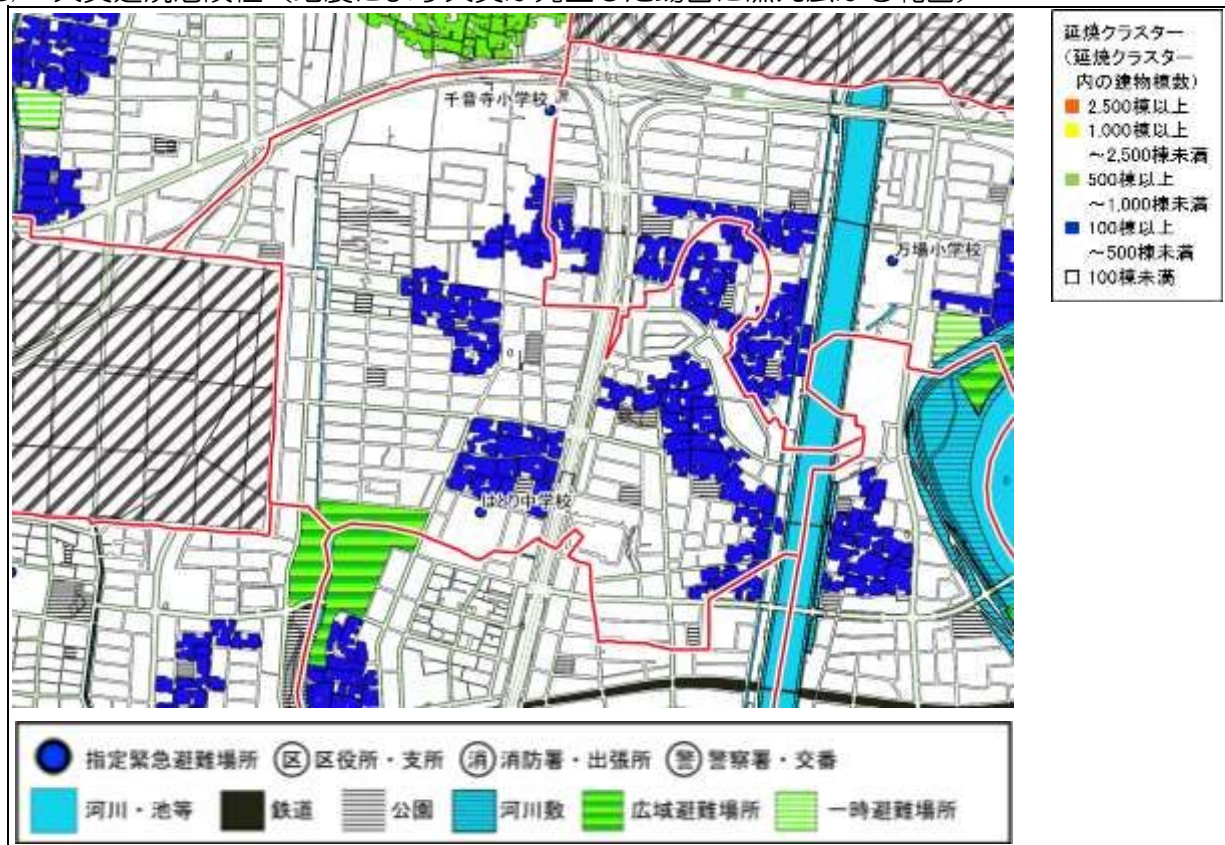 千音寺小学校
万場小学校
はとり中学校
延焼クラスター
(延焼クラスター
内の建物棟数)
2,500棟以上
1,000棟以上
～2,500棟未満
500棟以上
～1,000棟未満
100棟以上
～500棟未満
100棟未満
指定緊急避難場所 区 区役所・支所 消 消防署・出張所 警 警察署・交番
河川・池等 鉄道 公園 河川敷 広域避難場所 一時避難場所